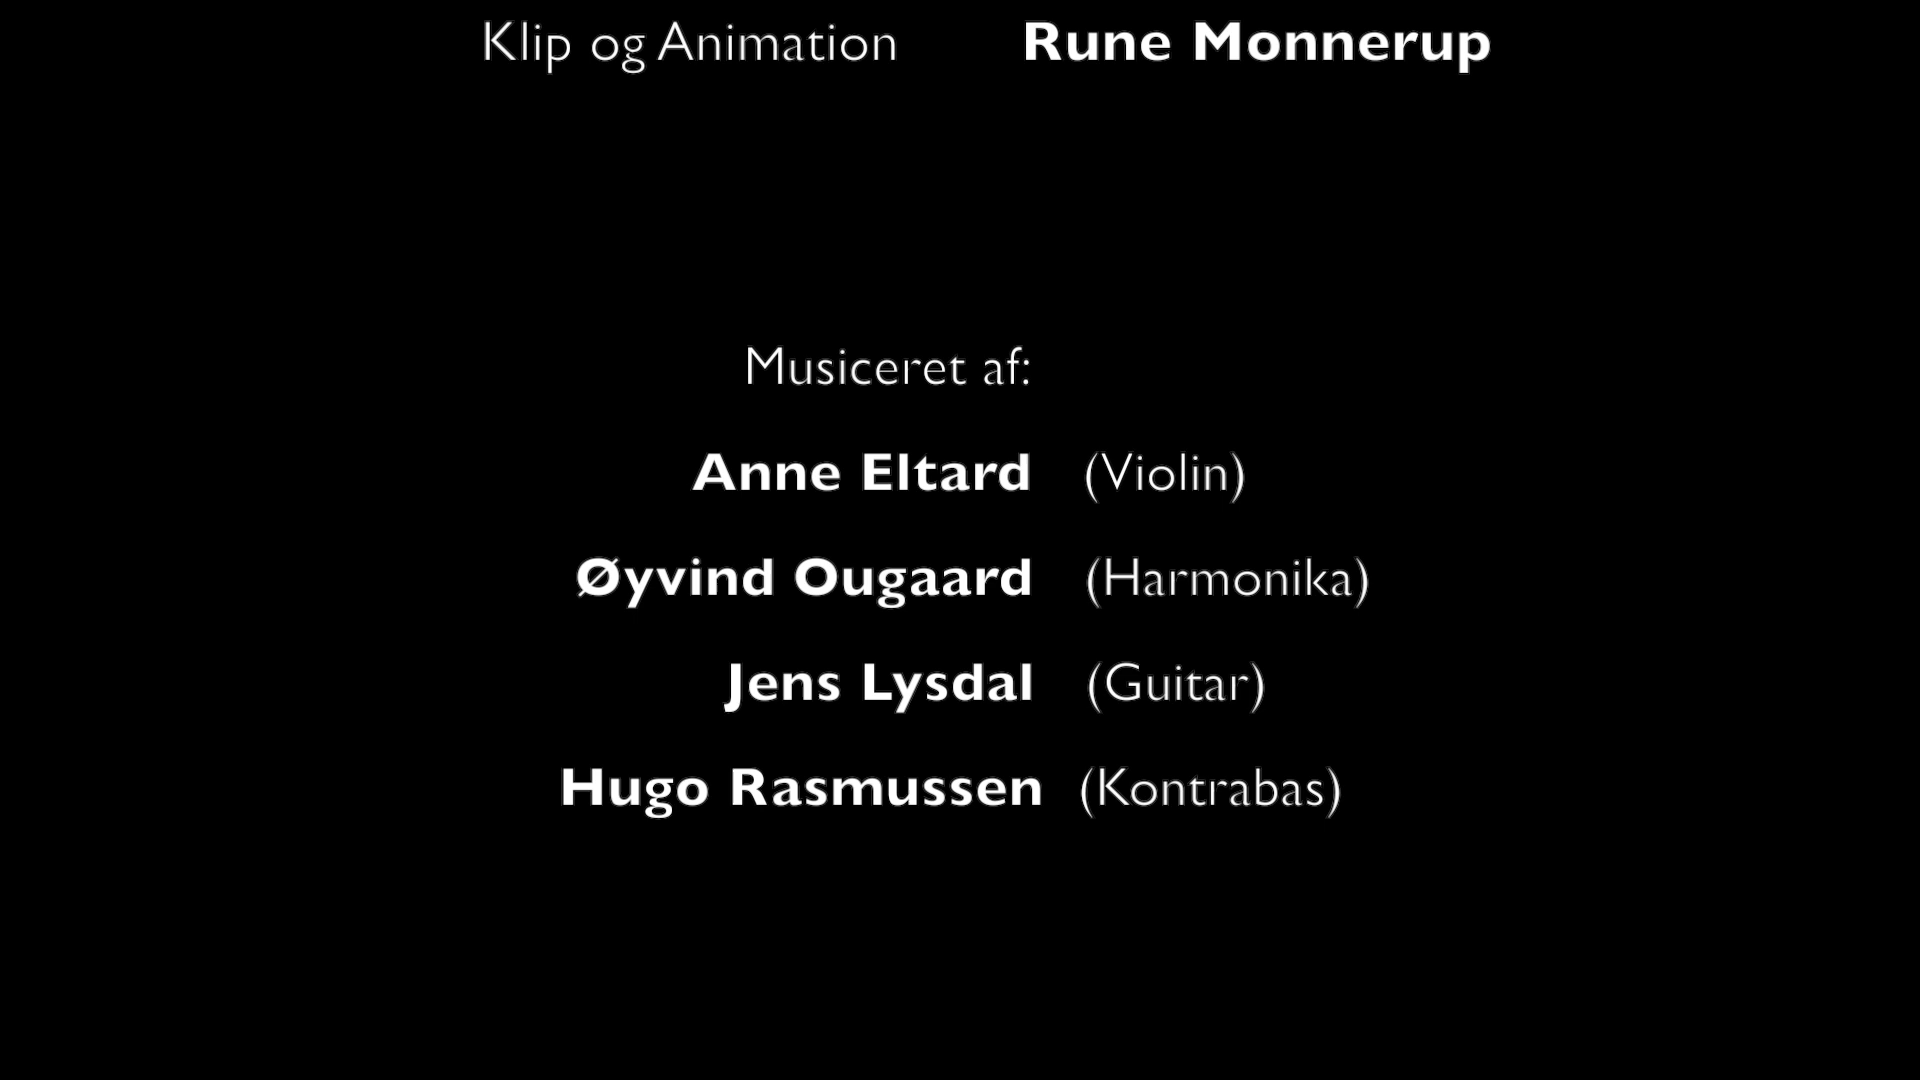 Klip og Animation Rune Monnerup
Musiceret af:
Anne Eltard (Violin)
Øyvind Ougaard (Harmonika)
Jens Lysdal (Guitar)
Hugo Rasmussen (Kontrabas)